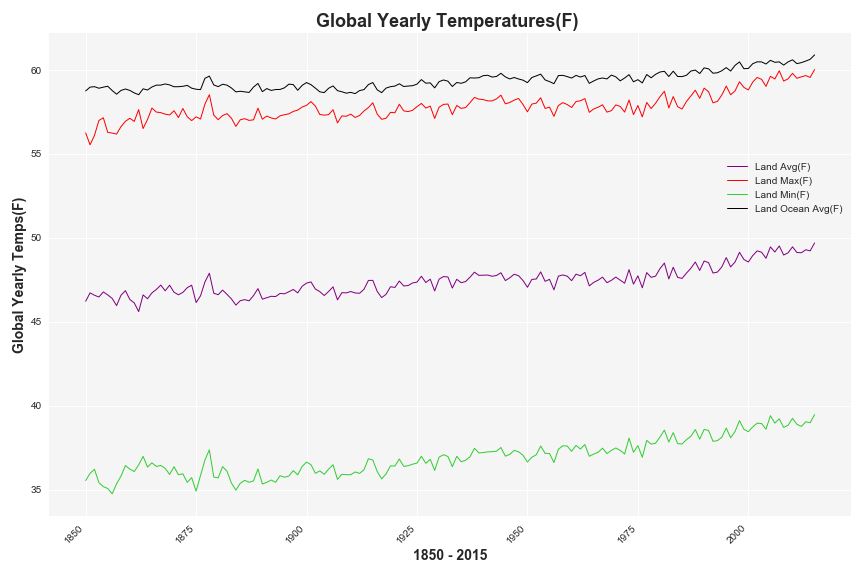 Global Yearly Temperatures(F)
Global Yearly Temps(F)
60
55
50
45
40
35
Land Avg(F)
Land Max(F)
Land Min(F)
Land Ocean Avg(F)
1850 1875 1900 1925 1950 1975 2000
1850 - 2015